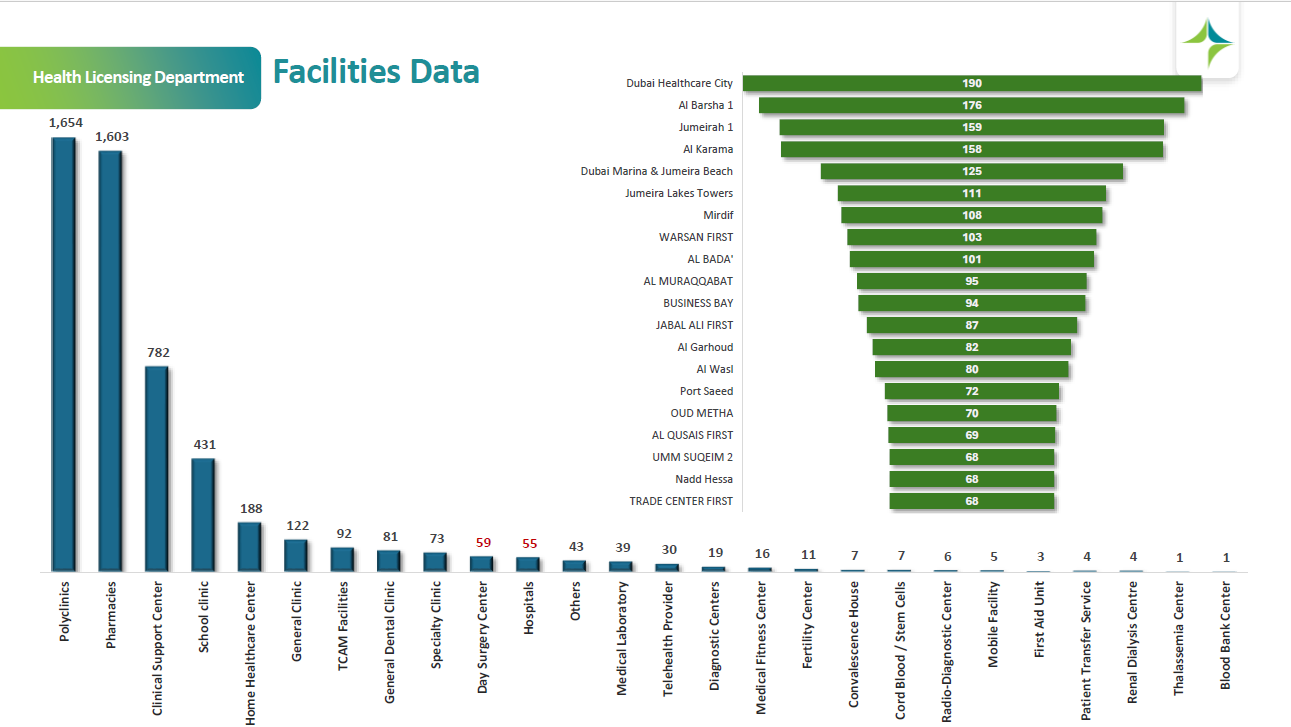 Health Licensing Department
Facilities Data
Dubai Healthcare City 190
Al Barsha 1 176
Jumeirah 1 159
Al Karama 158
Dubai Marina & Jumeira Beach 125
Jumeira Lakes Towers 111
Mirdif 108
WARSAN FIRST 103
AL BADA' 101
AL MURAQQABAT 95
BUSINESS BAY 94
JABAL ALI FIRST 87
Al Garhoud 82
Al Wasl 80
Port Saeed 72
OUD METHA 70
AL QUSAIS FIRST 69
UMM SUQEIM 2 68
Nadd Hessa 68
TRADE CENTER FIRST 68
1,654
1,603
782
431
188
122
92
81
73
59
55
43
39
30
19
16
11
7
7
6
5
3
4
4
1
1
Polyclinics
Pharmacies
Clinical Support Center
School clinic
Home Healthcare Center
General Clinic
TCAM Facilities
General Dental Clinic
Specialty Clinic
Day Surgery Center
Hospitals
Others
Medical Laboratory
Telehealth Provider
Diagnostic Centers
Medical Fitness Center
Fertility Center
Convalescence House
Cord Blood / Stem Cells
Radio-Diagnostic Center
Mobile Facility
First Aid Unit
Patient Transfer Service
Renal Dialysis Centre
Thalassemia Center
Blood Bank Center